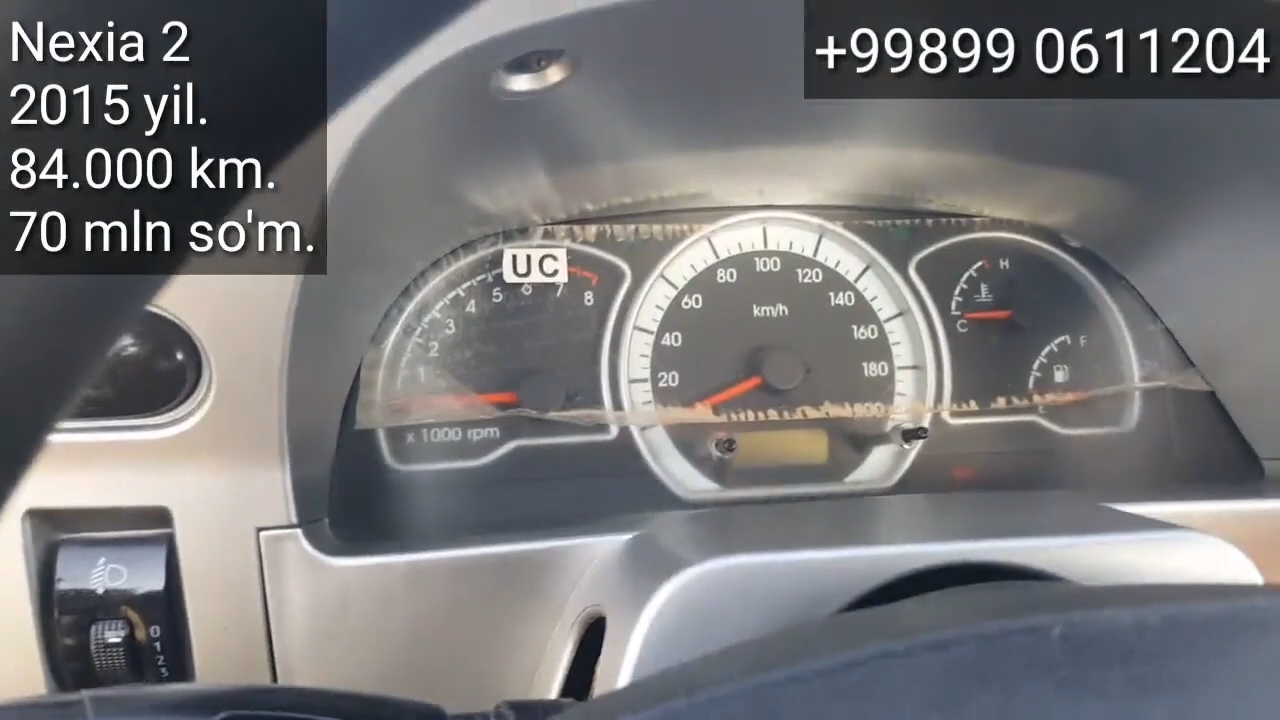 Nexia 2
2015 yil.
84.000 km.
70 mln so'm.
+99899 0611204
UC
1
2
3
4
5
6
7
8
x 1000 rpm
20
40
60
80
100
120
140
160
180
200
km/h
H
C
F
E
0
1
2
3